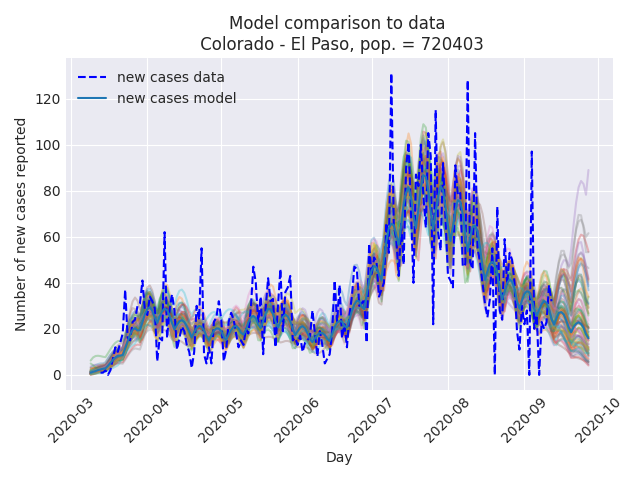 Model comparison to data
Colorado - El Paso, pop. = 720403
new cases data
new cases model
Number of new cases reported
120
100
80
60
40
20
0
2020-03
2020-04
2020-05
2020-06
2020-07
2020-08
2020-09
2020-10
Day